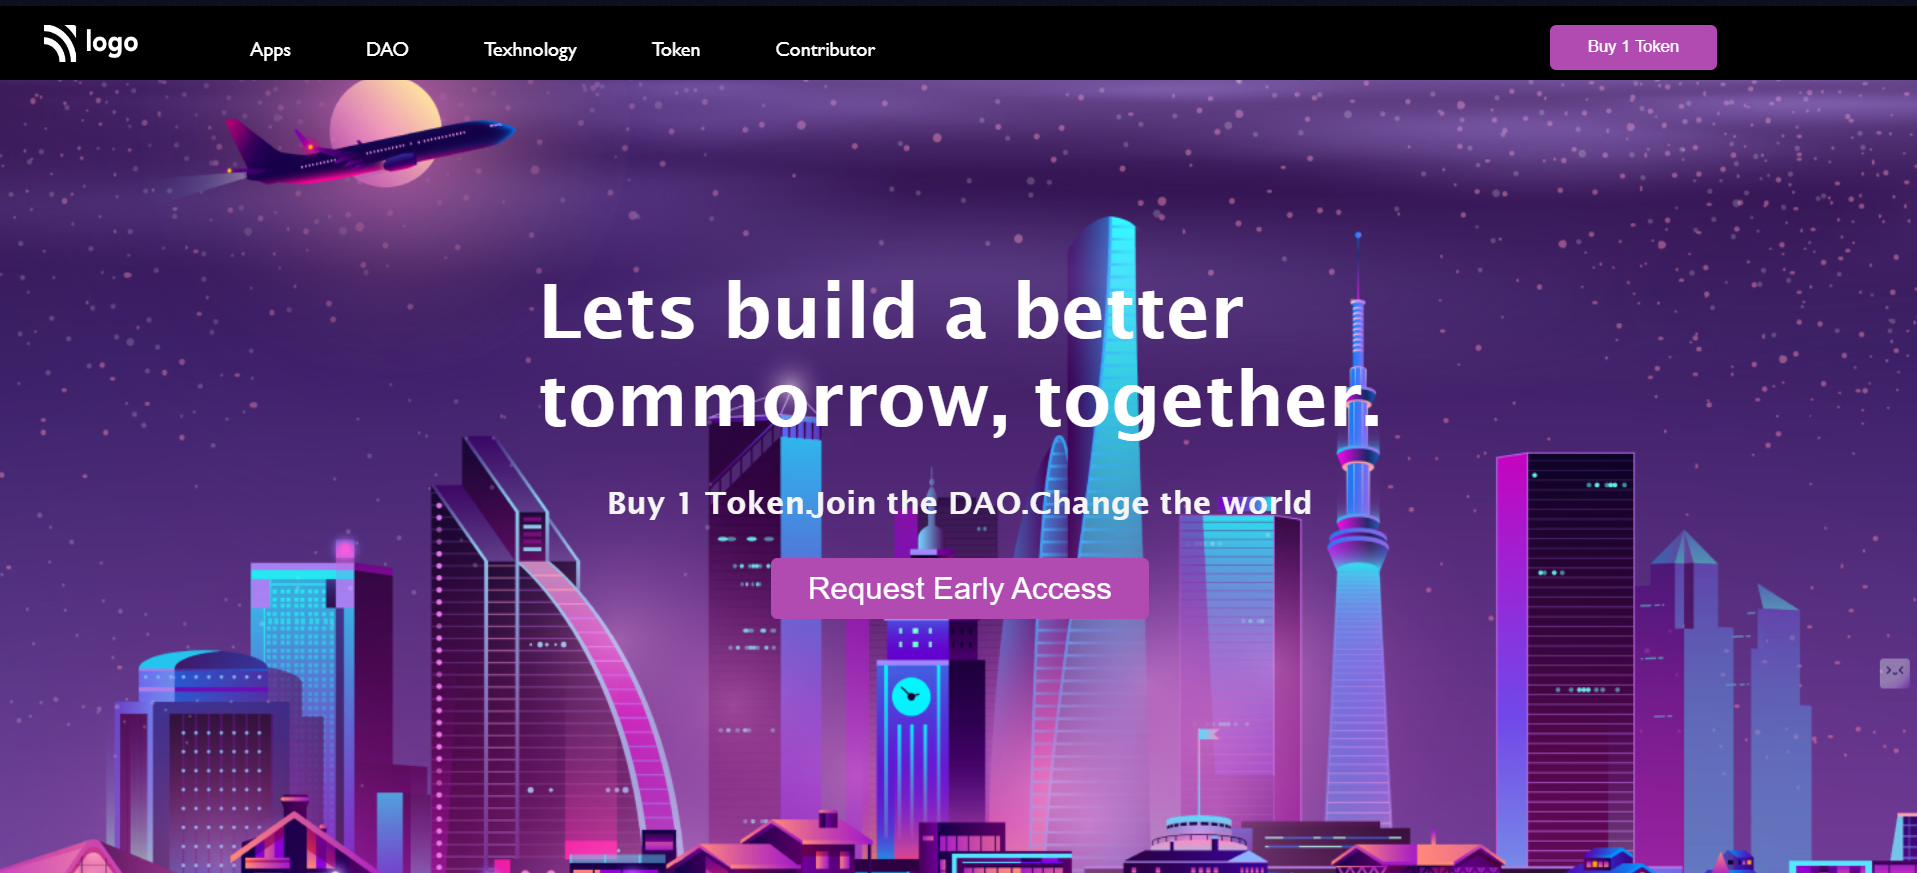 logo
Apps
DAO
Texhnology
Token
Contributor
Buy 1 Token
Lets build a better
tommorrow, together.
Buy 1 Token.Join the DAO.Change the world
Request Early Access